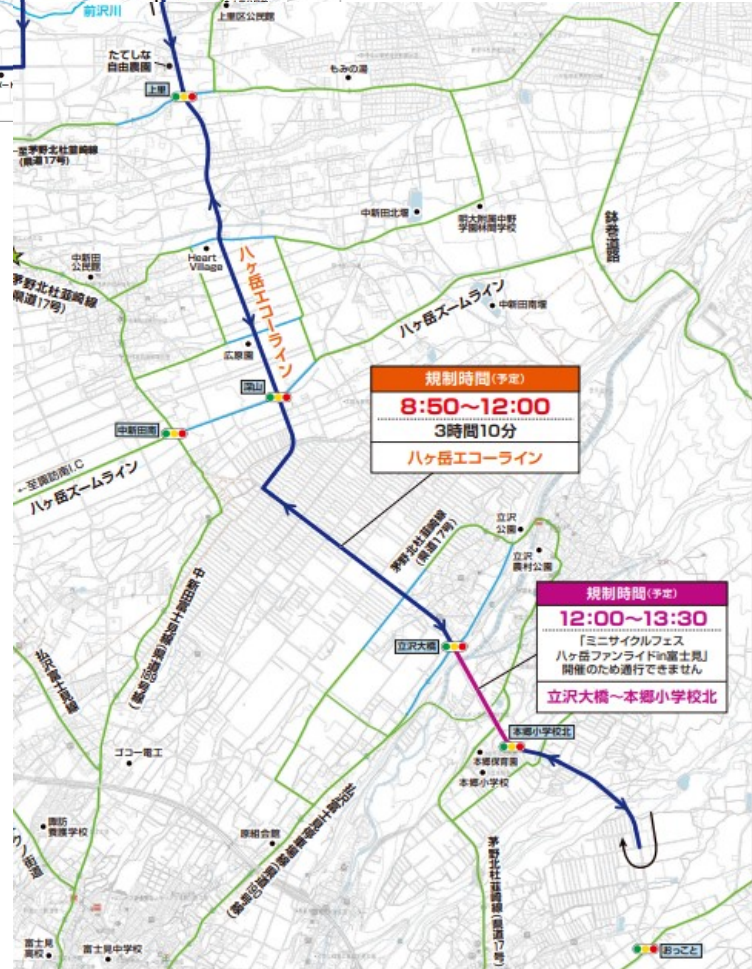 前沢川
上里区公民館
たてしな
自由農園
もみの湯
上里
至茅野北杜韮崎線
(県道17号)
中新田北堰
明大附属中野
学園林間学校
鉢巻道路
中新田
公民館
Heart
Village
八ヶ岳エコーライン
茅野北杜韮崎線
(県道17号)
八ヶ岳ズームライン
中新田南堰
広原園
深山
規制時間(予定)
8:50〜12:00
3時間10分
八ヶ岳エコーライン
中新田南
←至諏訪南I.C
八ヶ岳ズームライン
茅野北杜韮崎線
(県道17号)
立沢
公園
立沢
農村公園
規制時間(予定)
12:00〜13:30
「ミニサイクルフェス
八ヶ岳ファンライドin富士見」
開催のため通行できません
立沢大橋〜本郷小学校北
立沢大橋
払沢富士見線
本郷小学校北
ゴコー電工
本郷保育園
本郷小学校
諏訪
養護学校
原組会館
茅野北杜韮崎線(県道17号)
富士見
高校
富士見中学校
おっこと